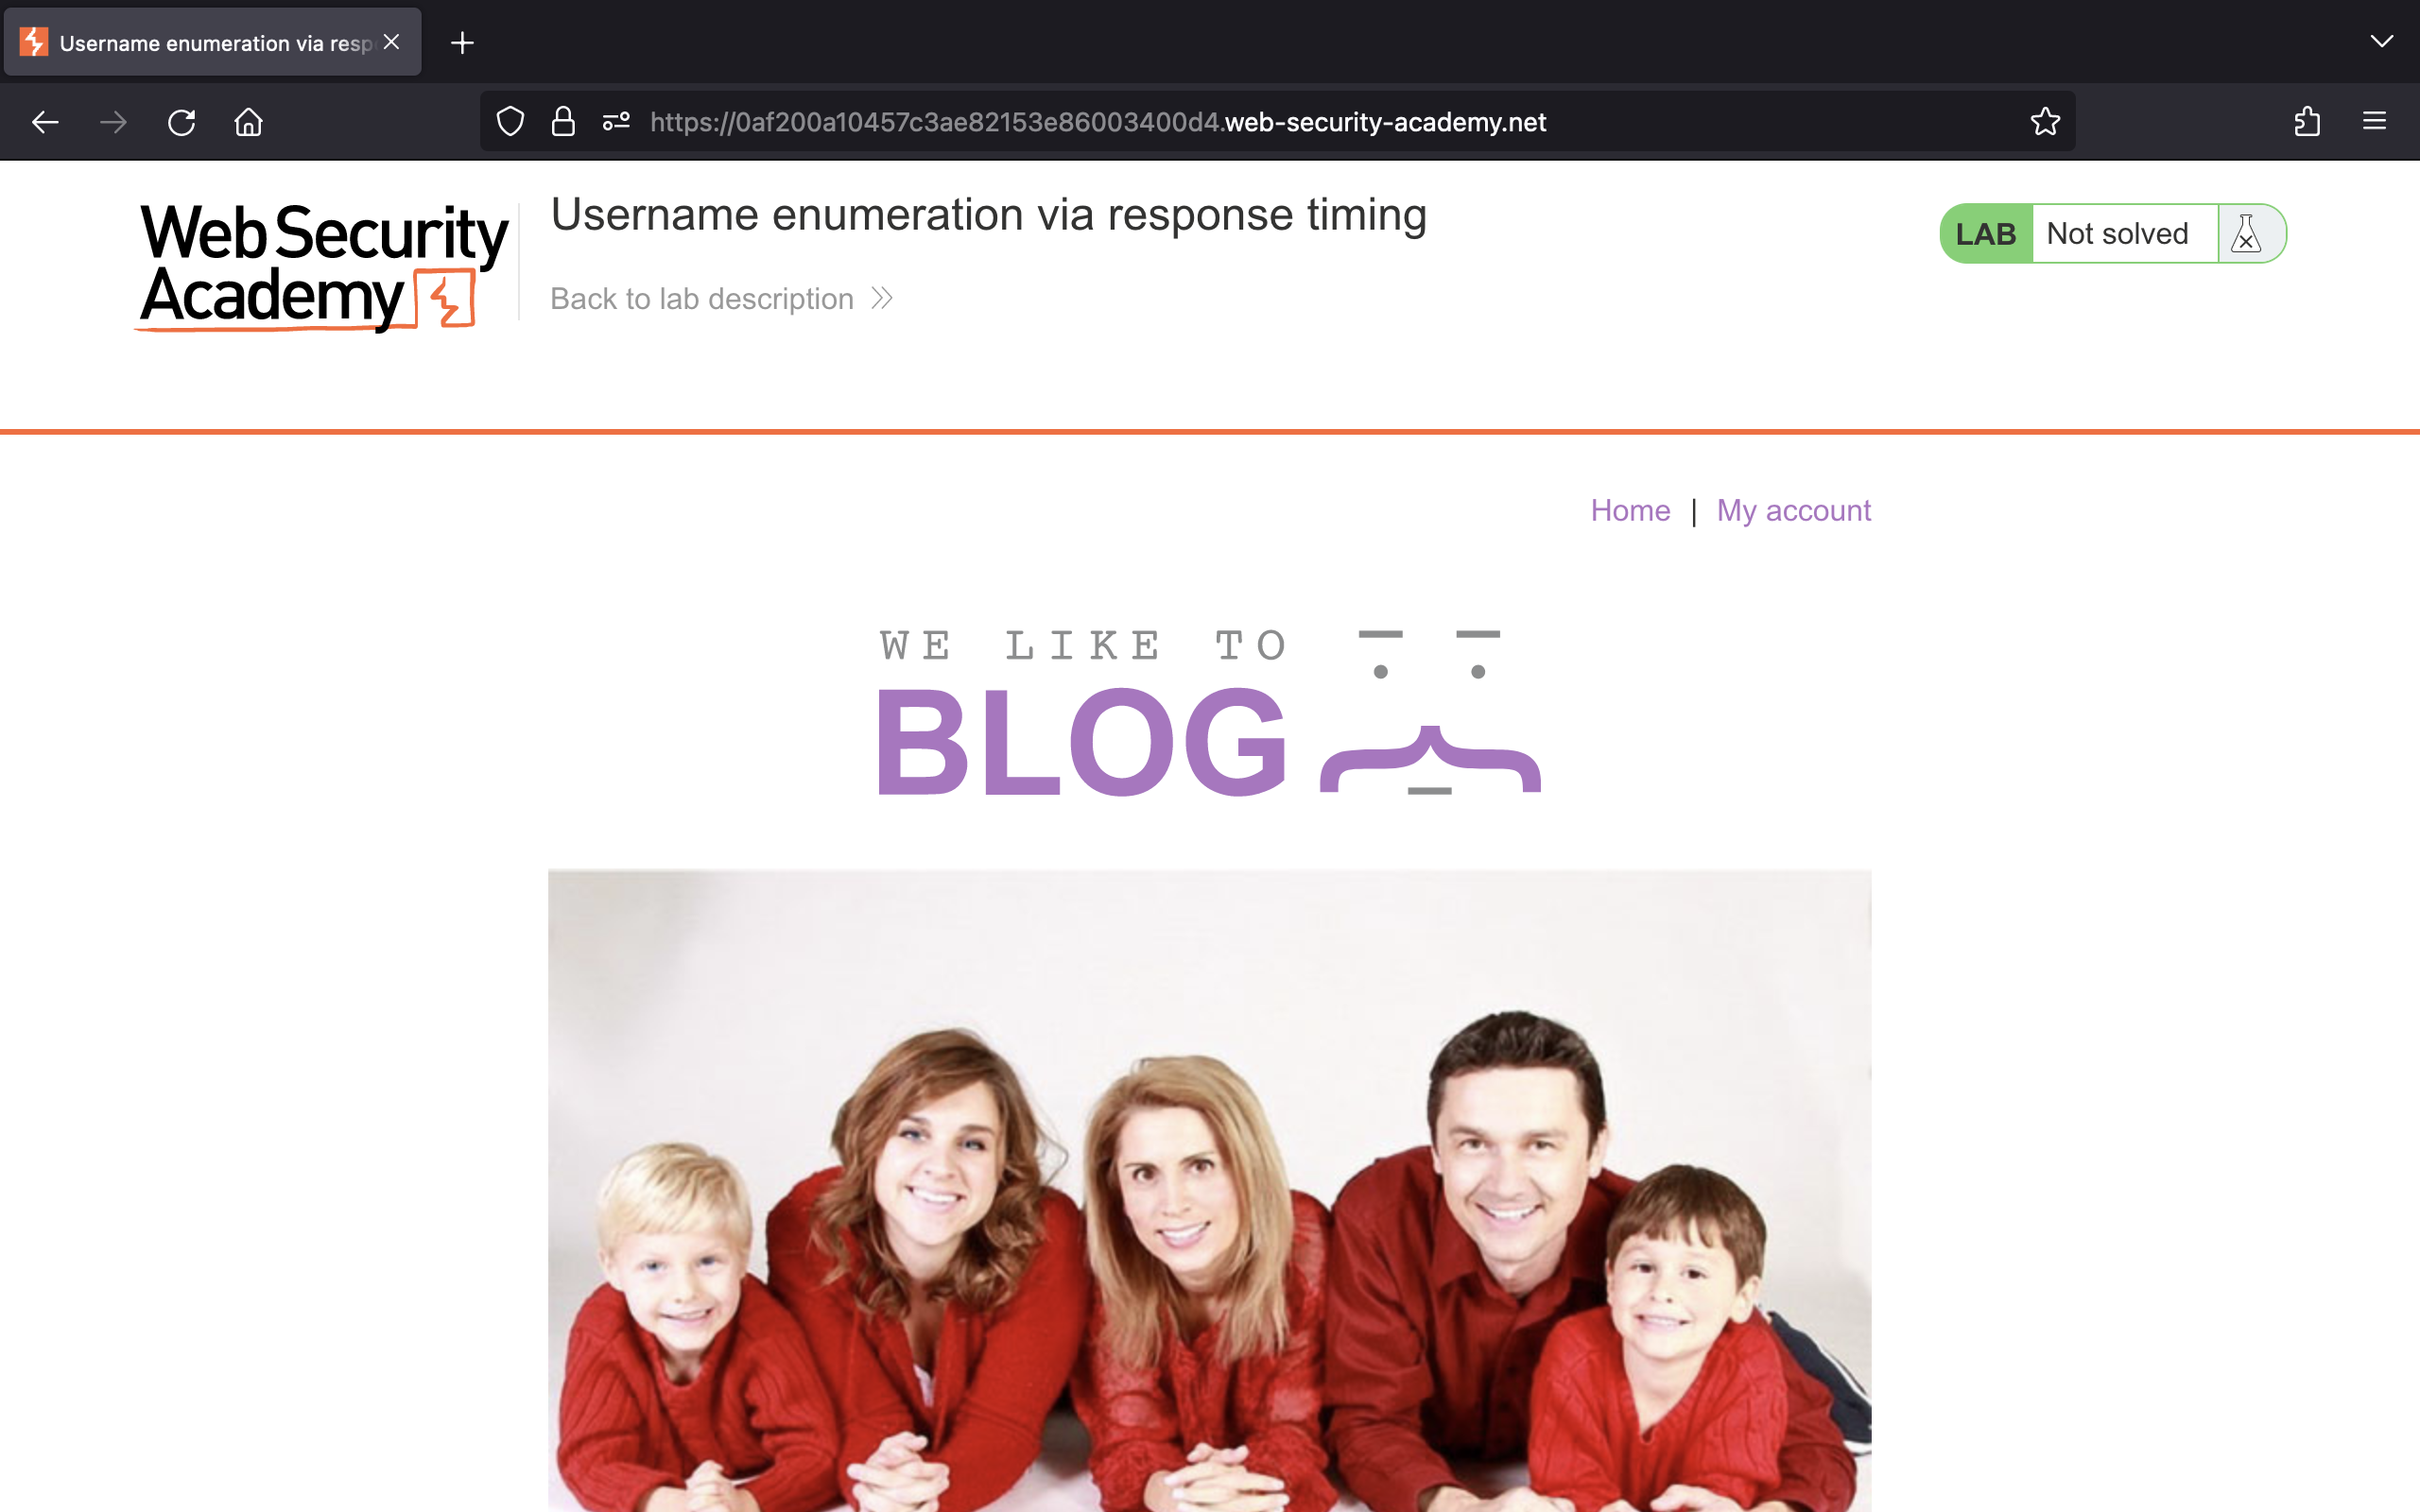 Username enumeration via resp
https://0af200a10457c3ae82153e86003400d4.web-security-academy.net
Web Security
Academy
Username enumeration via response timing
Back to lab description
LAB Not solved
Home | My account
WE LIKE TO
BLOG